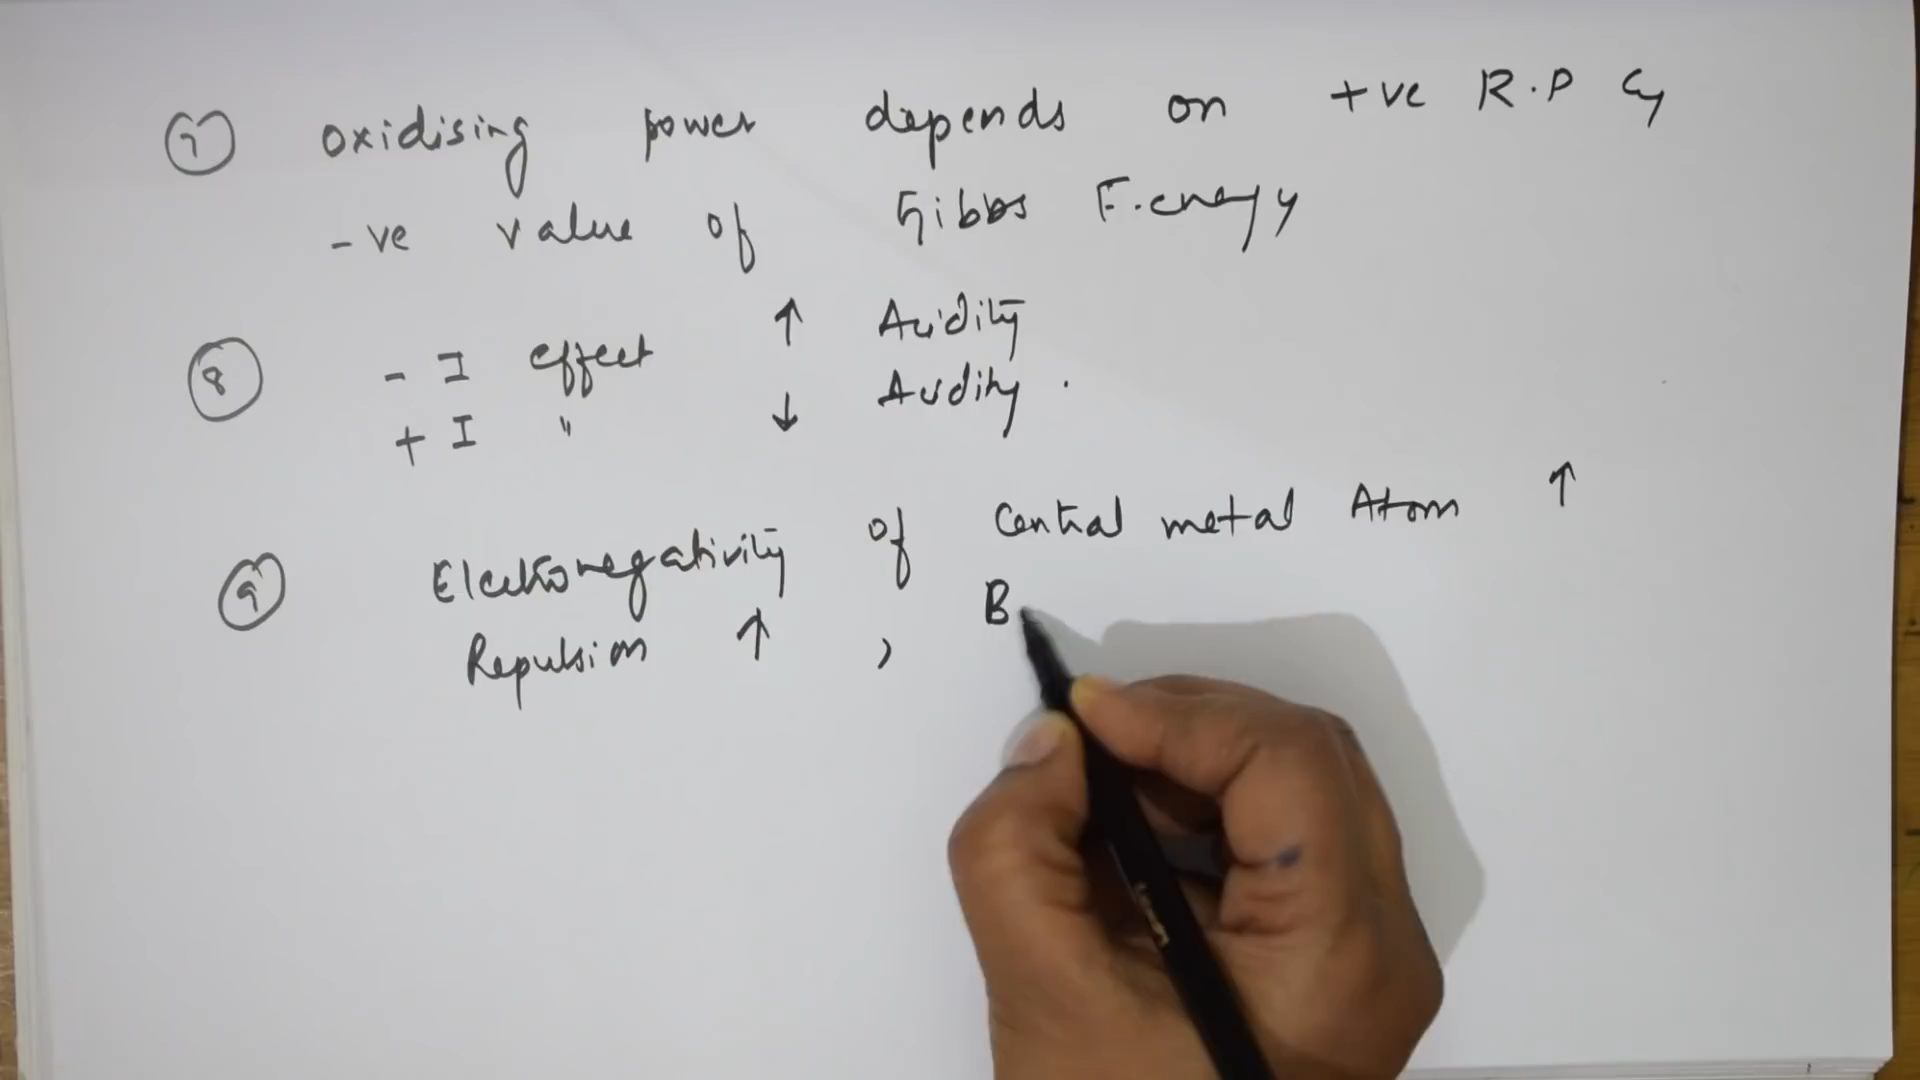 7 oxidising power depends on +ve R.P &
-ve value of Gibbs F.energy
8 - I effect ↑ Acidity
+ I " ↓ Acidity.
9 Electronegativity of Central metal Atom ↑
Repulsion ↑ , B